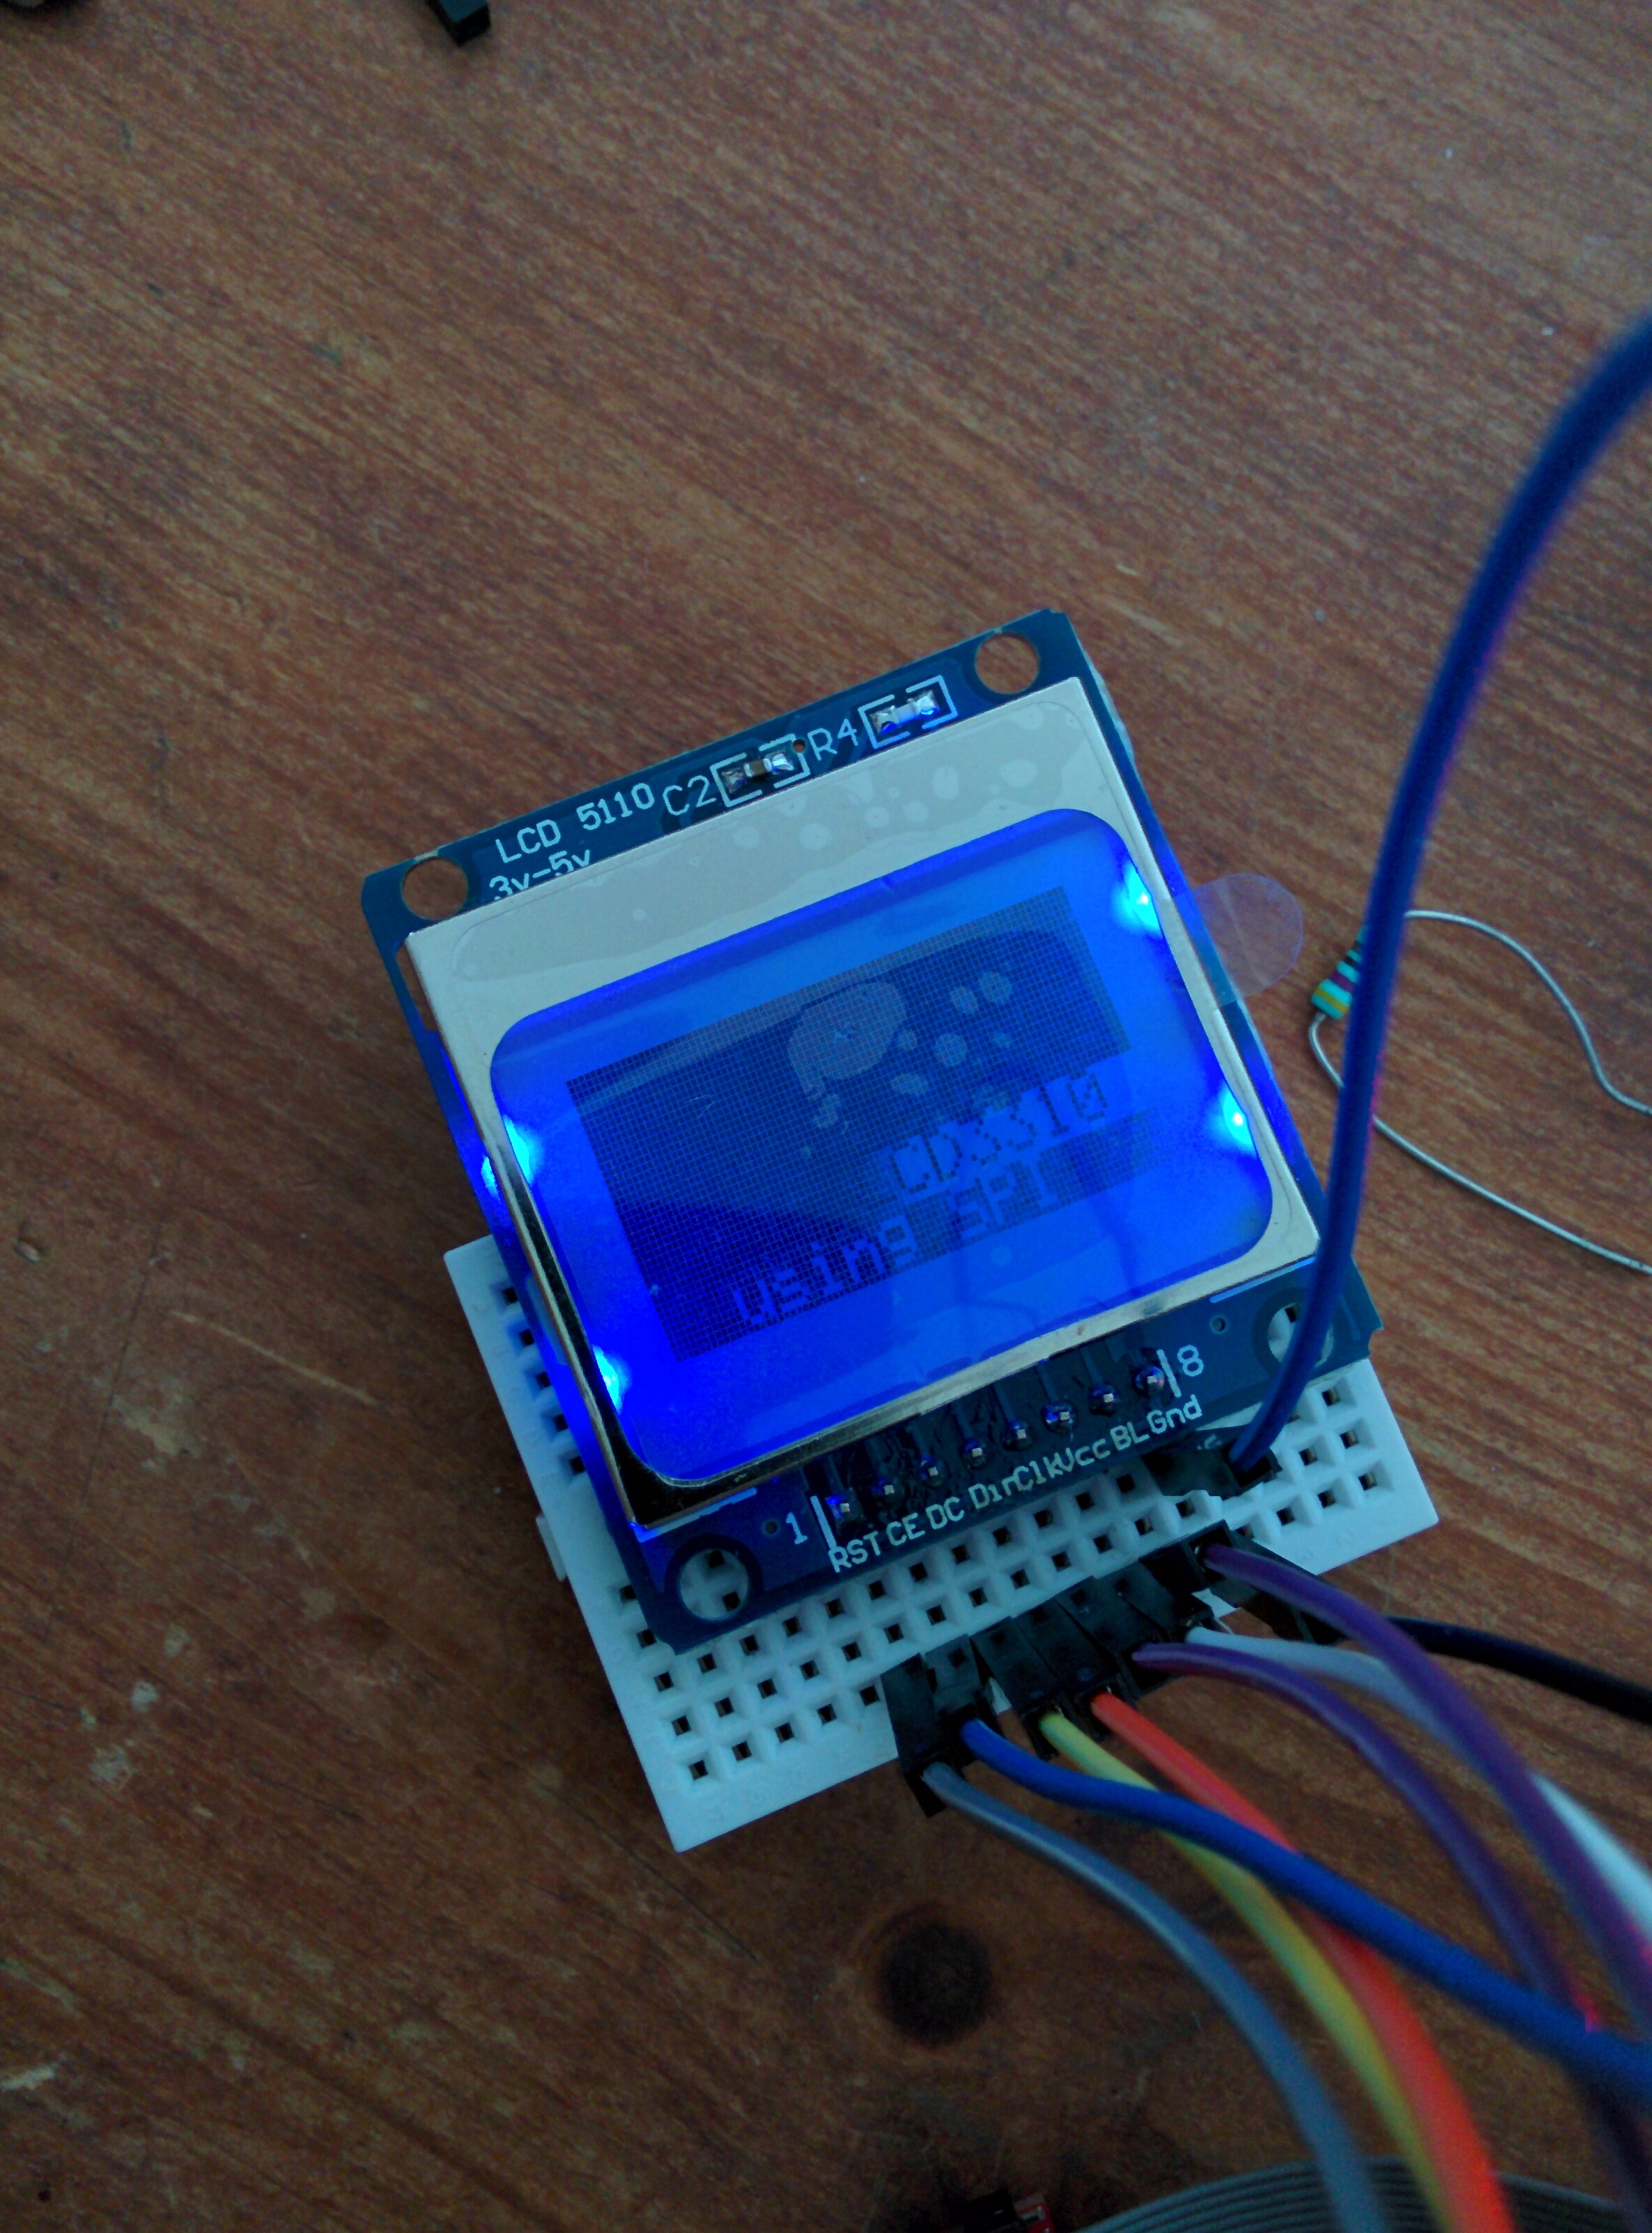 LCD 5110
3v-5v
C2
R4
LCD3310
using SPI
1
8
RST CE DC Din Clk Vcc BL Gnd